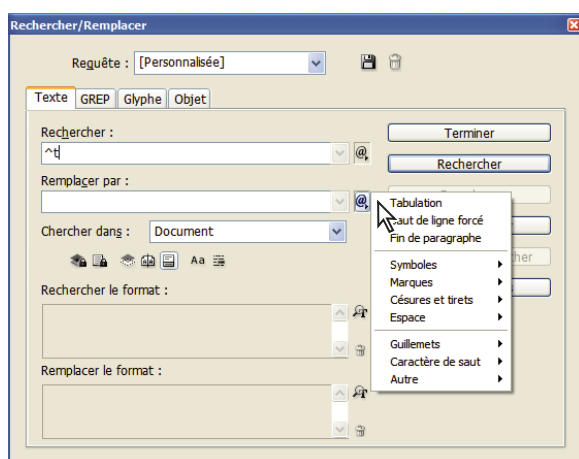 Rechercher/Remplacer
Requête : [Personnalisée]
Texte GREP Glyphe Objet
Rechercher :
^t
@
Terminer
Rechercher
Remplacer par :
@
Tabulation
Saut de ligne forcé
Fin de paragraphe
Symboles
Marques
Césures et tirets
Espace
Guillemets
Caractère de saut
Autre
cher
Chercher dans : Document
Aa
Rechercher le format :
Remplacer le format :